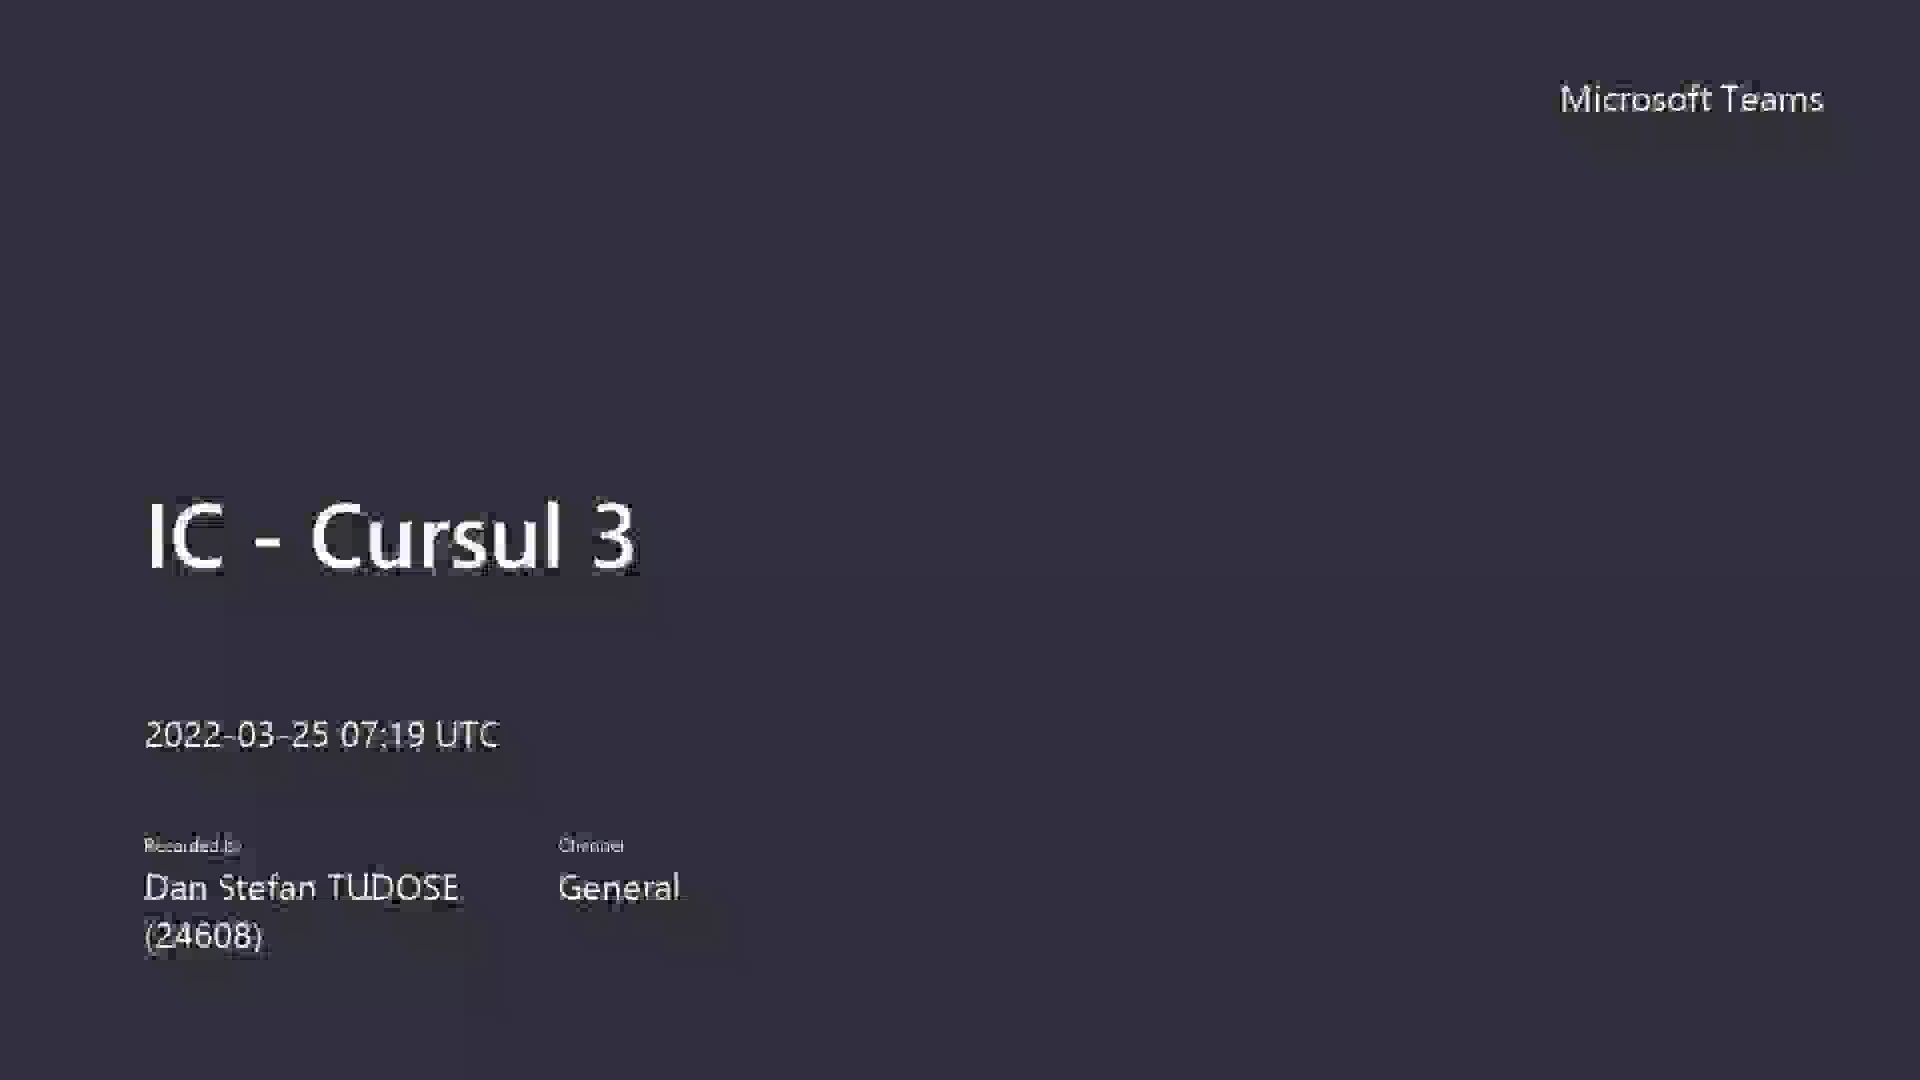 Microsoft Teams
IC - Cursul 3
2022-03-25 07:19 UTC
Recorded by
Channel
Dan Stefan TUDOSE
General
(24608)